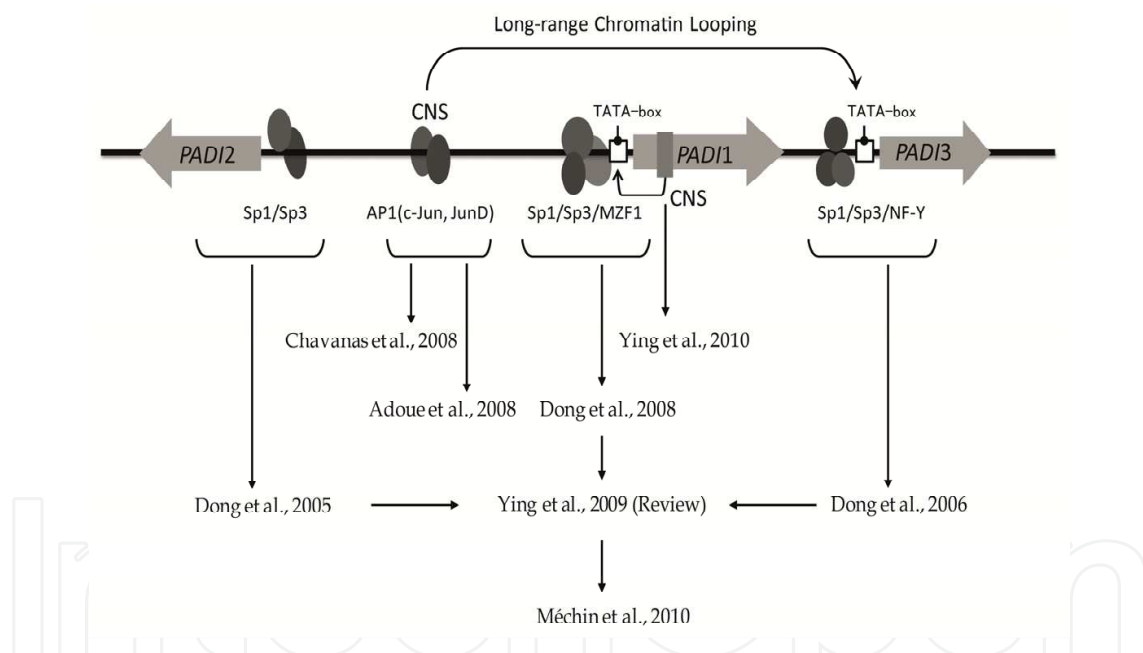 Long-range Chromatin Looping
CNS
TATA-box
TATA-box
PADI2
PADI1
PADI3
CNS
Sp1/Sp3
AP1(c-Jun, JunD)
Sp1/Sp3/MZF1
Sp1/Sp3/NF-Y
Chavanas et al., 2008
Ying et al., 2010
Adoue et al., 2008
Dong et al., 2008
Dong et al., 2005
Ying et al., 2009 (Review)
Dong et al., 2006
Méchin et al., 2010